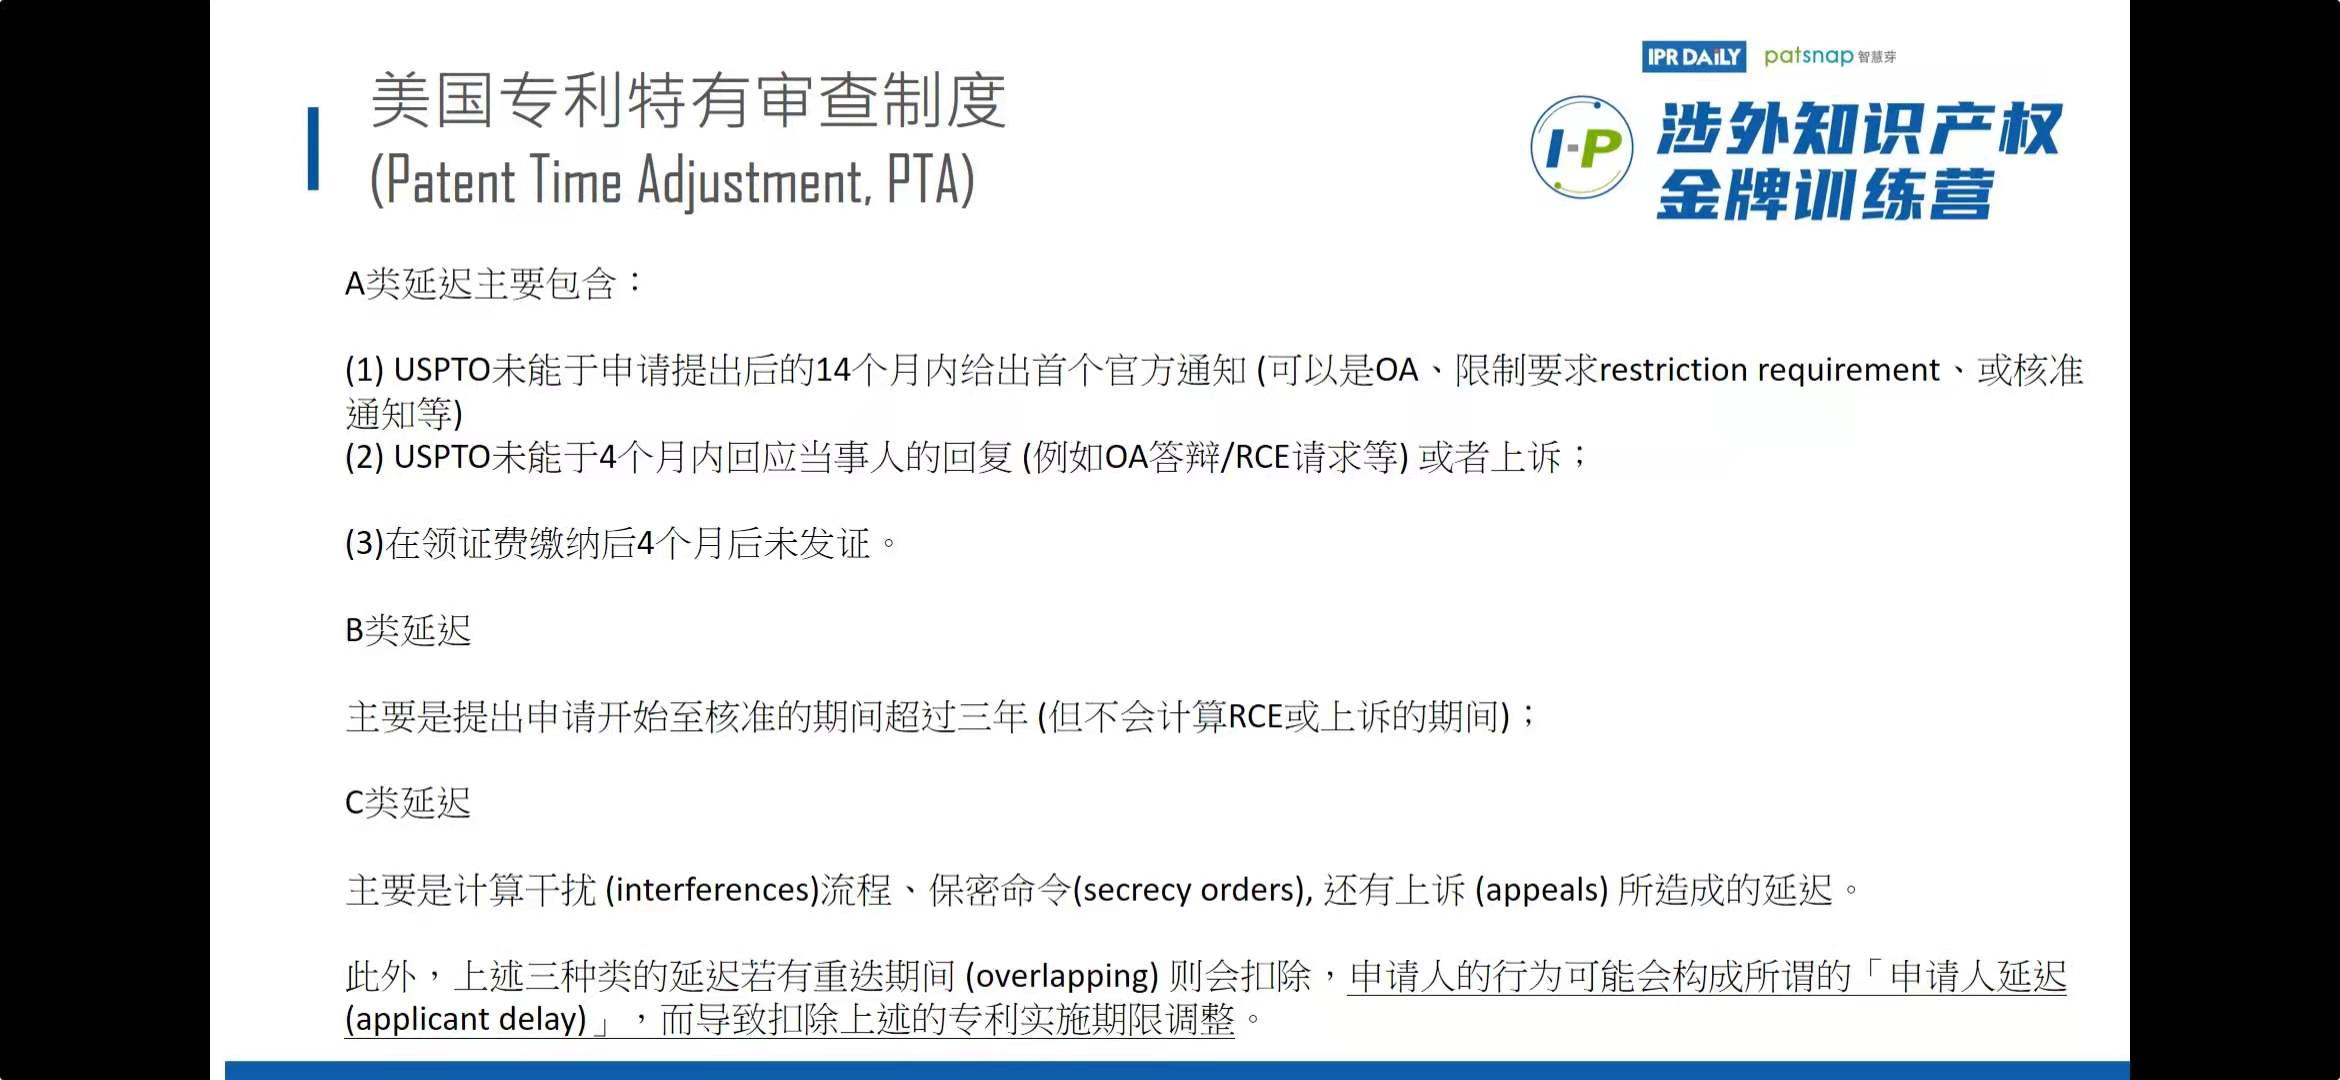 美国专利特有审查制度
(Patent Time Adjustment, PTA)
IPR DAiLY patsnap 智慧芽
I-P
涉外知识产权
金牌训练营
A类延迟主要包含：
(1) USPTO未能于申请提出后的14个月内给出首个官方通知 (可以是OA、限制要求restriction requirement、或核准
通知等)
(2) USPTO未能于4个月内回应当事人的回复 (例如OA答辩/RCE请求等) 或者上诉；
(3)在领证费缴纳后4个月后未发证。
B类延迟
主要是提出申请开始至核准的期间超过三年 (但不会计算RCE或上诉的期间)；
C类延迟
主要是计算干扰 (interferences)流程、保密命令(secrecy orders), 还有上诉 (appeals) 所造成的延迟。
此外，上述三种类的延迟若有重迭期间 (overlapping) 则会扣除，申请人的行为可能会构成所谓的「申请人延迟
(applicant delay)」，而导致扣除上述的专利实施期限调整。